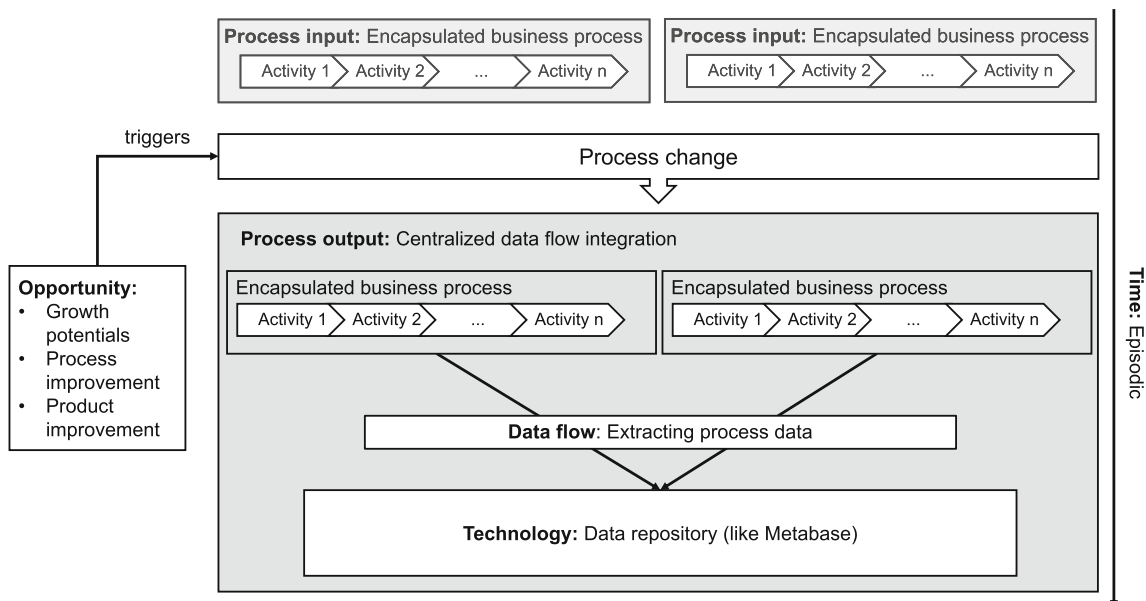 Process input: Encapsulated business process
Activity 1
Activity 2
...
Activity n
Process input: Encapsulated business process
Activity 1
Activity 2
...
Activity n
triggers
Process change
Process output: Centralized data flow integration
Opportunity:
• Growth
potentials
• Process
improvement
• Product
improvement
Encapsulated business process
Activity 1
Activity 2
...
Activity n
Encapsulated business process
Activity 1
Activity 2
...
Activity n
Data flow: Extracting process data
Technology: Data repository (like Metabase)
Time: Episodic